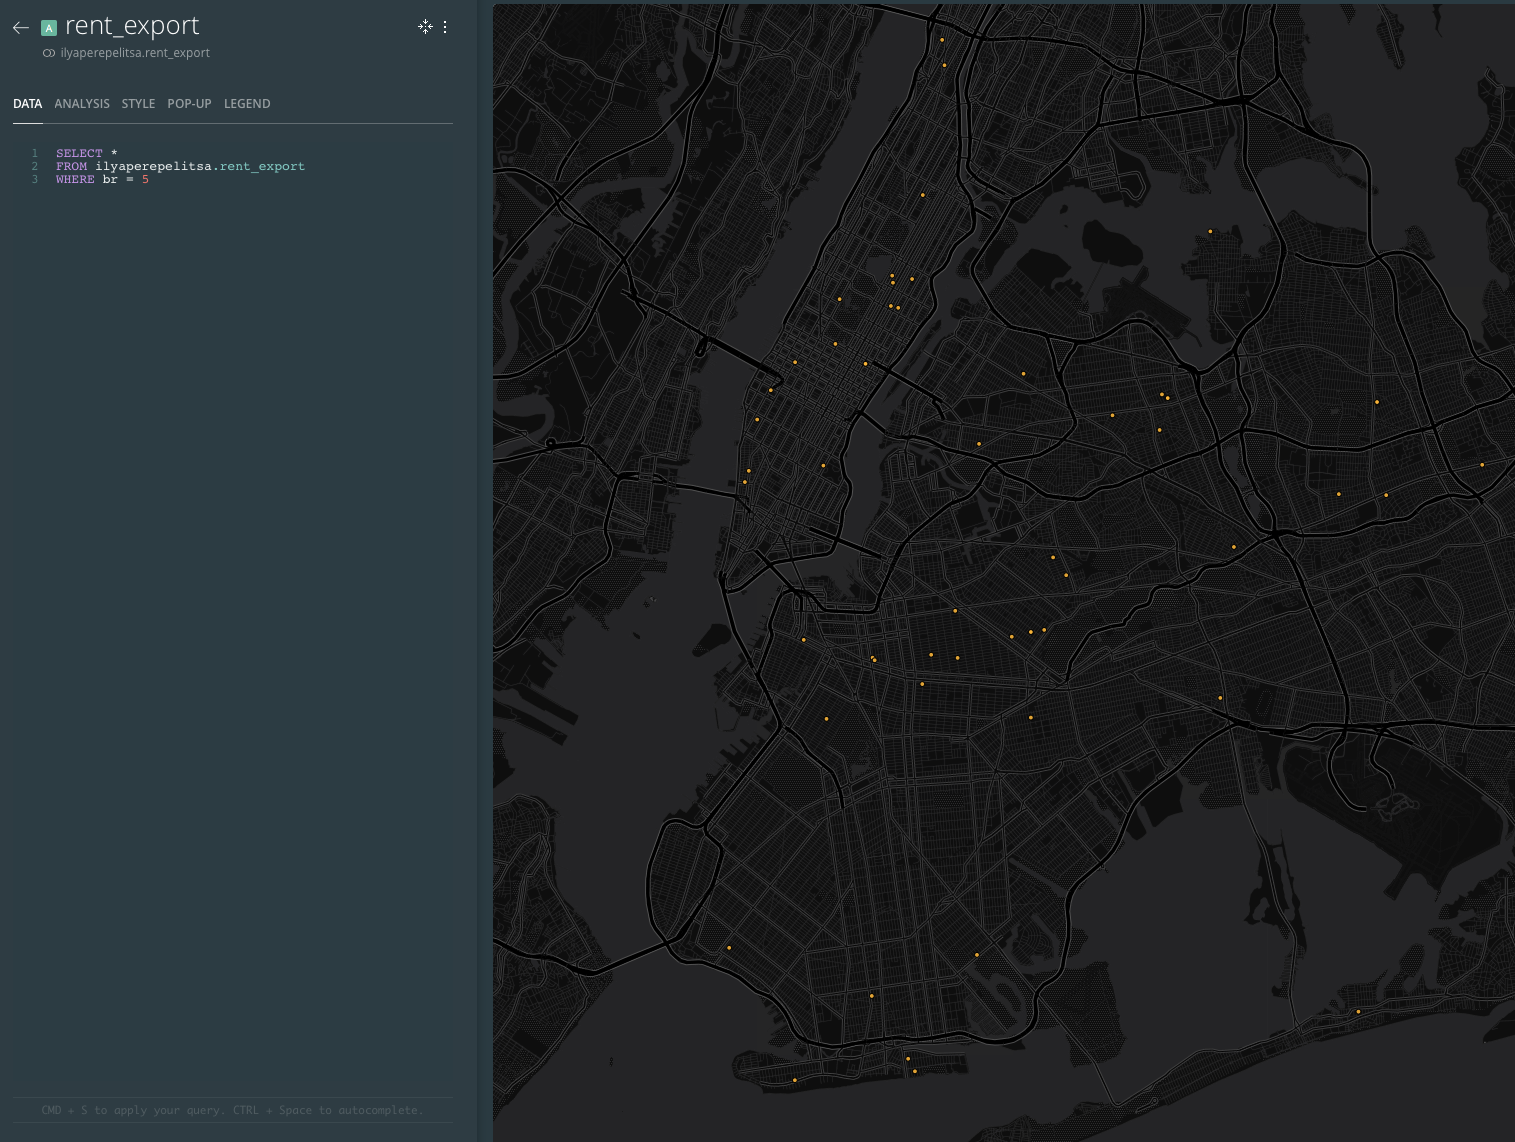 A rent_export
ilyaperepelitsa.rent_export
DATA ANALYSIS STYLE POP-UP LEGEND
1 SELECT *
2 FROM ilyaperepelitsa.rent_export
3 WHERE br = 5
CMD + S to apply your query. CTRL + Space to autocomplete.